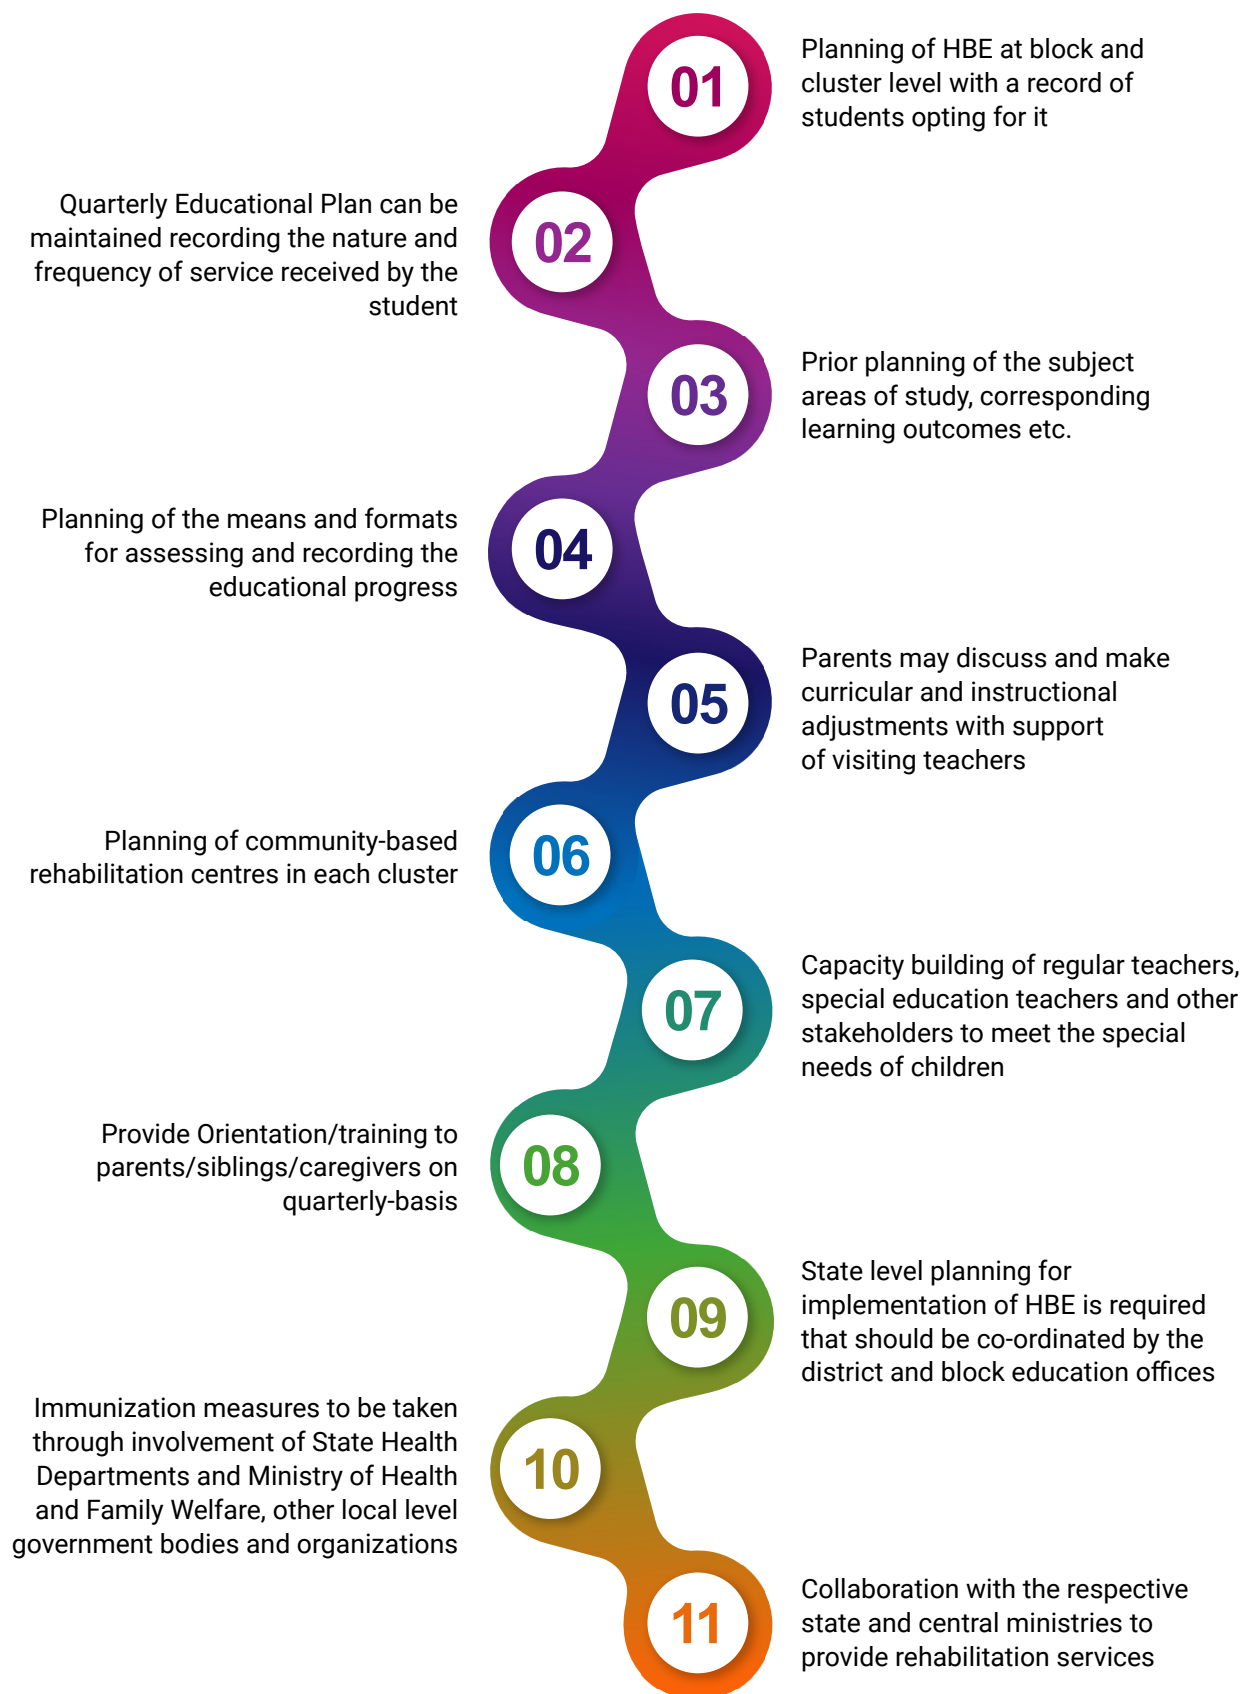 01
Planning of HBE at block and
cluster level with a record of
students opting for it
Quarterly Educational Plan can be
maintained recording the nature and
frequency of service received by the
student
02
03
Prior planning of the subject
areas of study, corresponding
learning outcomes etc.
Planning of the means and formats
for assessing and recording the
educational progress
04
05
Parents may discuss and make
curricular and instructional
adjustments with support
of visiting teachers
Planning of community-based
rehabilitation centres in each cluster
06
07
Capacity building of regular teachers,
special education teachers and other
stakeholders to meet the special
needs of children
Provide Orientation/training to
parents/siblings/caregivers on
quarterly-basis
08
09
State level planning for
implementation of HBE is required
that should be co-ordinated by the
district and block education offices
Immunization measures to be taken
through involvement of State Health
Departments and Ministry of Health
and Family Welfare, other local level
government bodies and organizations
10
11
Collaboration with the respective
state and central ministries to
provide rehabilitation services